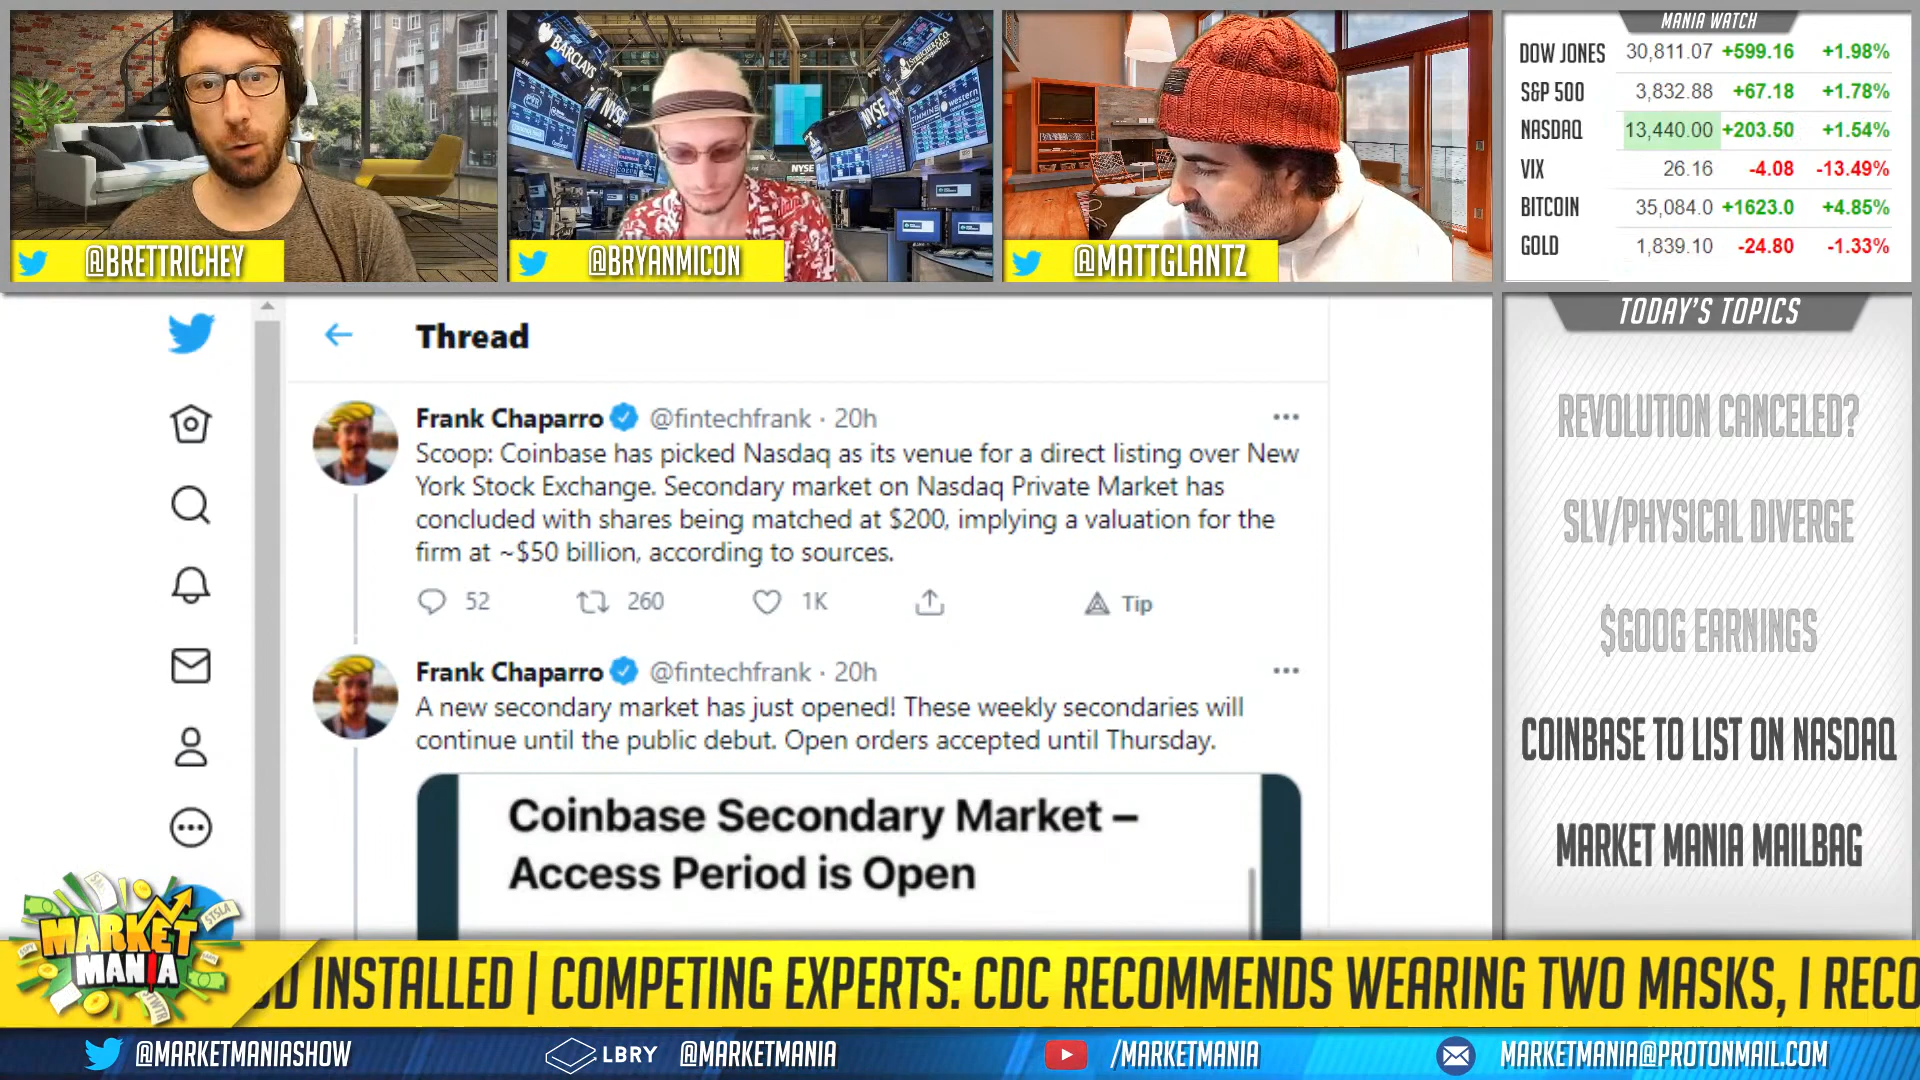 BARCLAYS
NYSE
NYSE
NYSE
@BRETTRICHEY
@BRYANMICON
@MATTGLANTZ
MANIA WATCH
DOW JONES 30,811.07 +599.16 +1.98%
S&P 500 3,832.88 +67.18 +1.78%
NASDAQ 13,440.00 +203.50 +1.54%
VIX 26.16 -4.08 -13.49%
BITCOIN 35,084.0 +1623.0 +4.85%
GOLD 1,839.10 -24.80 -1.33%
Thread
Frank Chaparro @fintechfrank · 20h
Scoop: Coinbase has picked Nasdaq as its venue for a direct listing over New
York Stock Exchange. Secondary market on Nasdaq Private Market has
concluded with shares being matched at $200, implying a valuation for the
firm at ~$50 billion, according to sources.
52 260 1K Tip
Frank Chaparro @fintechfrank · 20h
A new secondary market has just opened! These weekly secondaries will
continue until the public debut. Open orders accepted until Thursday.
Coinbase Secondary Market –
Access Period is Open
TODAY'S TOPICS
REVOLUTION CANCELED?
SLV/PHYSICAL DIVERGE
$GOOG EARNINGS
COINBASE TO LIST ON NASDAQ
MARKET MANIA MAILBAG
$TSLA
MARKET
MANIA
INSTALLED | COMPETING EXPERTS: CDC RECOMMENDS WEARING TWO MASKS, I RECO
@MARKETMANIASHOW
LBRY @MARKETMANIA
/MARKETMANIA
MARKETMANIA@PROTONMAIL.COM